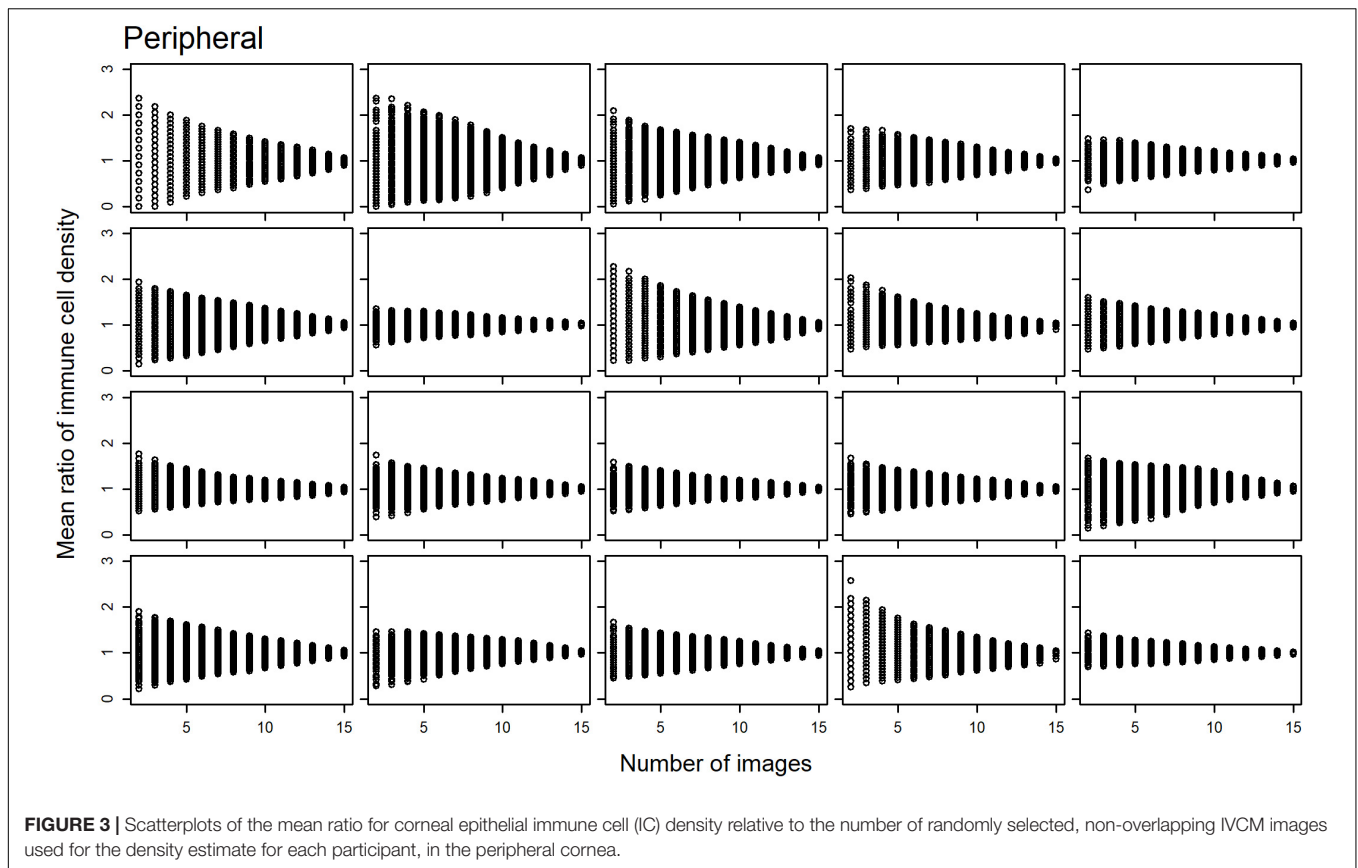 Peripheral
3
2
1
0
3
2
1
0
3
2
1
0
3
2
1
0
Mean ratio of immune cell density
5 10 15 5 10 15 5 10 15 5 10 15 5 10 15
Number of images
FIGURE 3 | Scatterplots of the mean ratio for corneal epithelial immune cell (IC) density relative to the number of randomly selected, non-overlapping IVCM images
used for the density estimate for each participant, in the peripheral cornea.